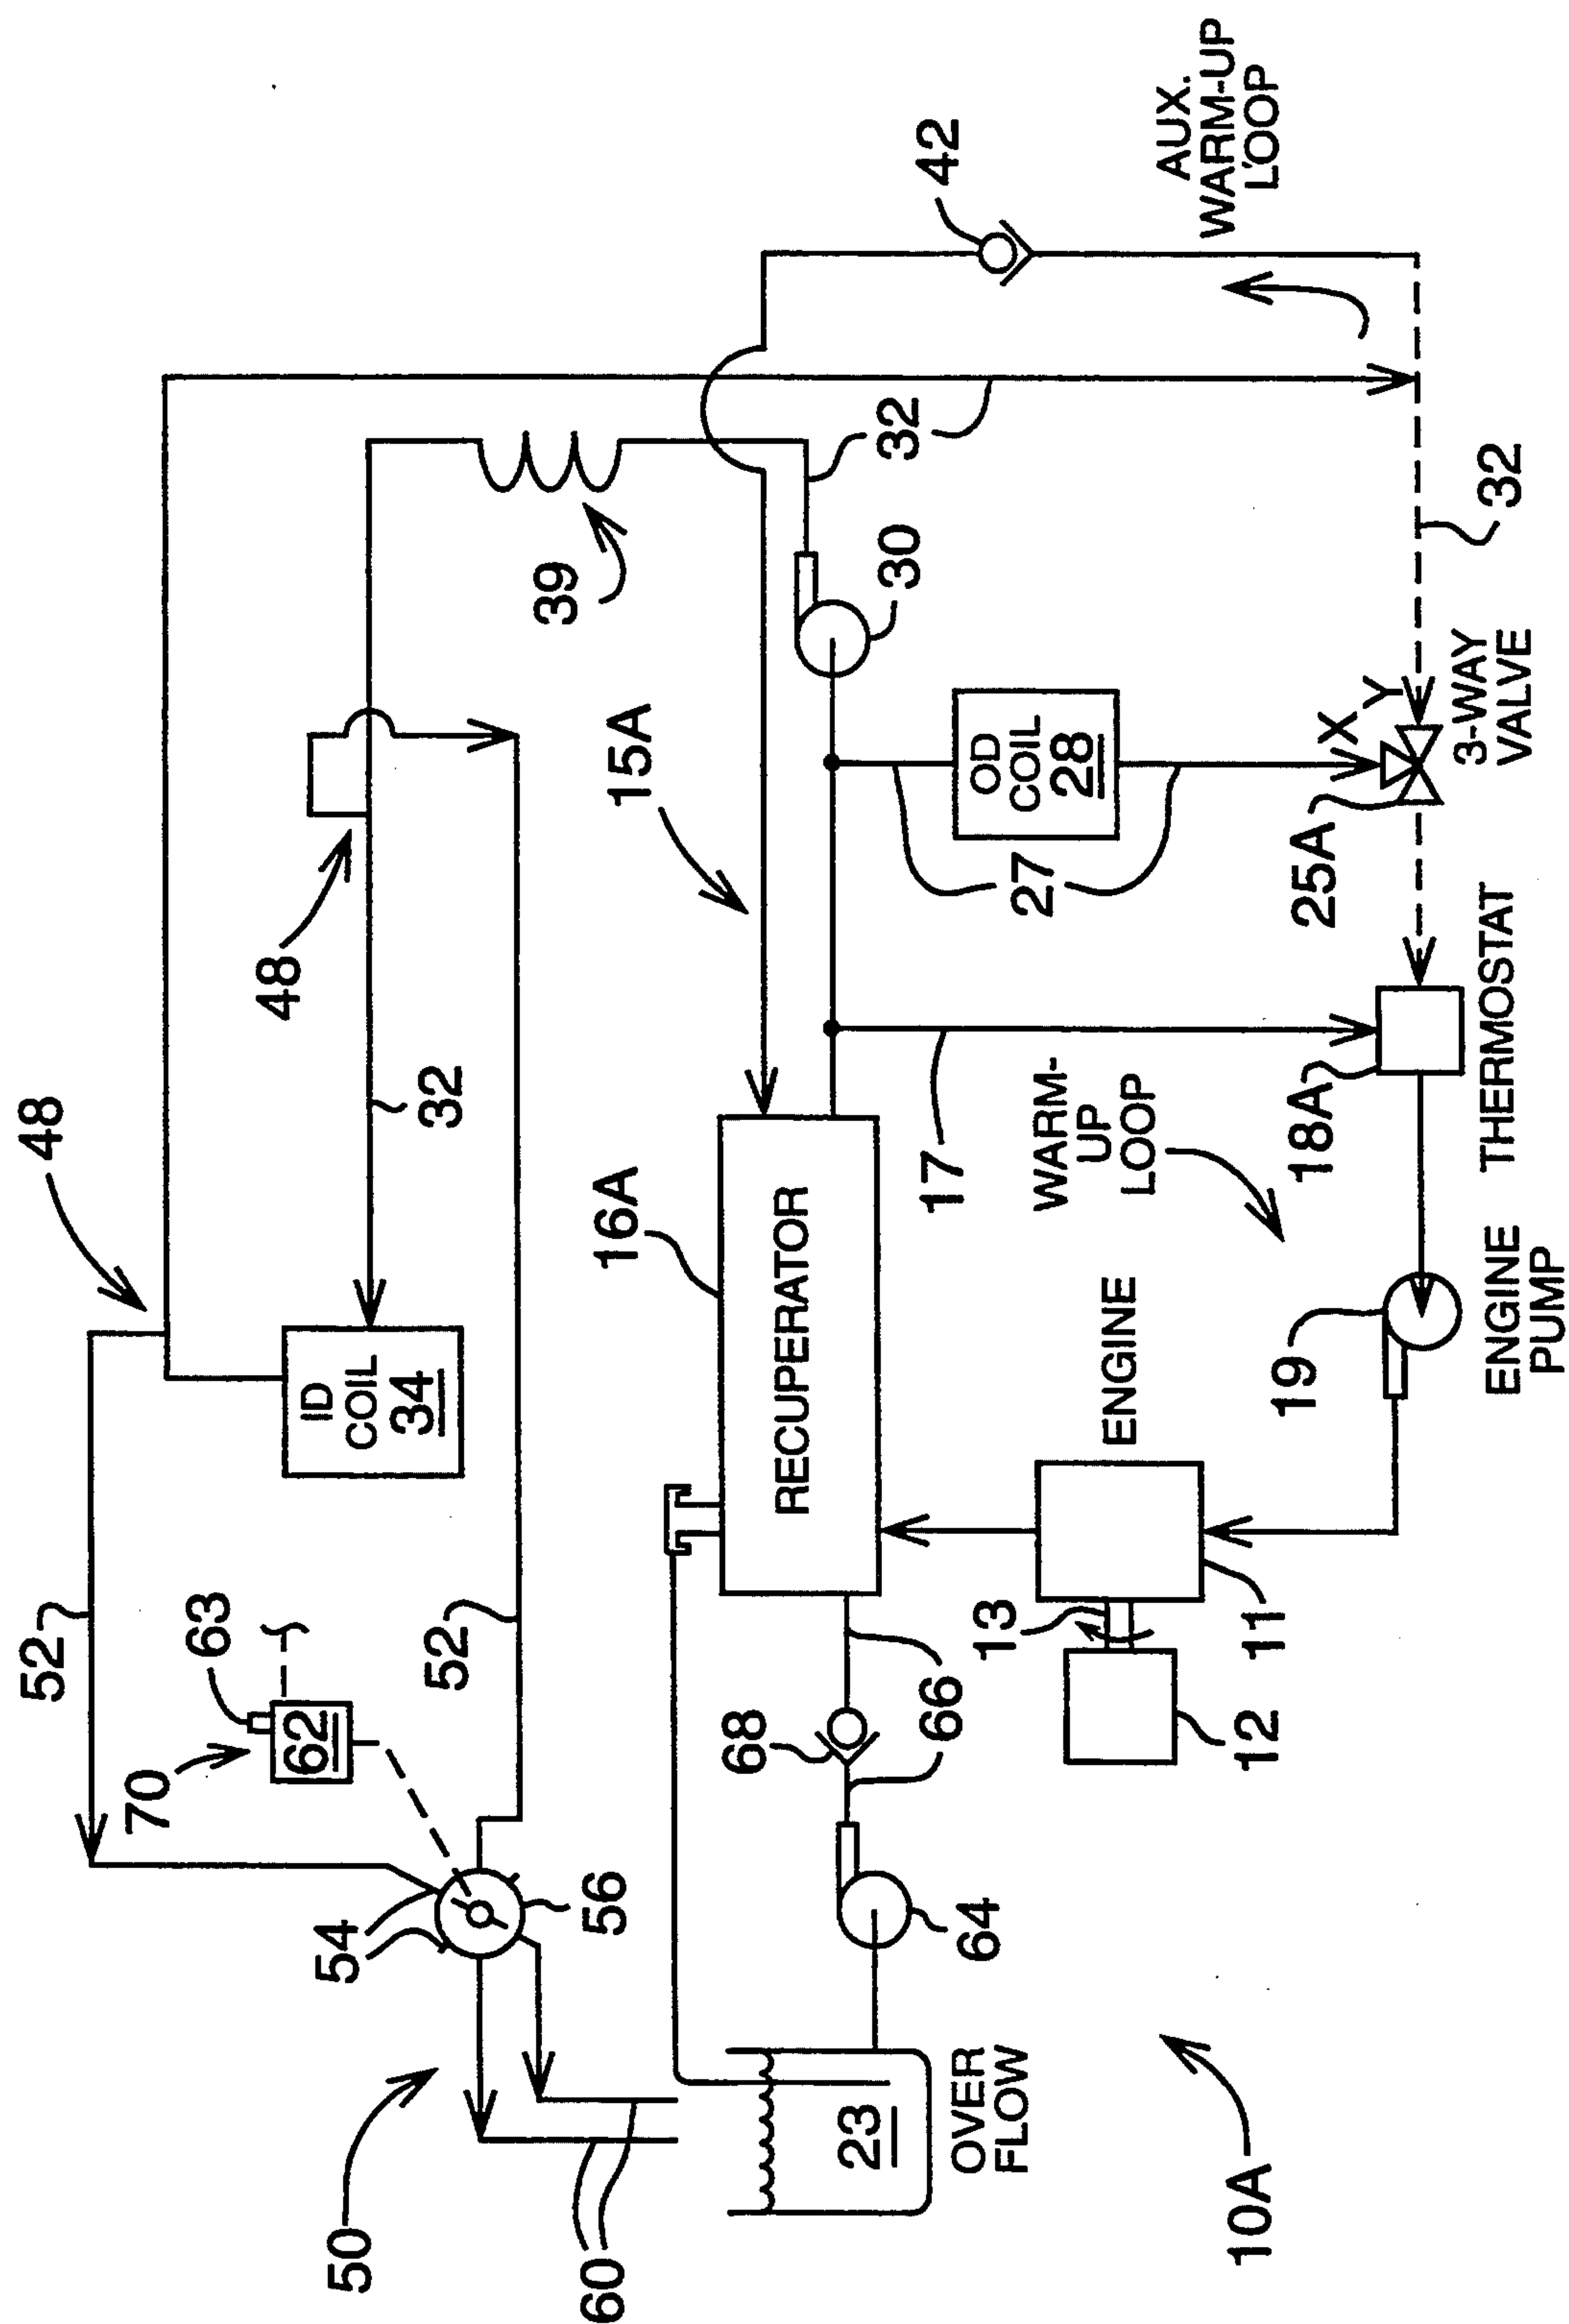 52
48
70
63
48
62
ID
COIL
34
50
54
52
32
39
60
56
16A
15A
68
RECUPERATOR
23
32
30
42
64
66
17
OVER
FLOW
13
OD
COIL
28
27
WARM-
UP
LOOP
ENGINE
AUX.
WARM-UP
LOOP
10A
12
11
19
18A
25A
X
Y
32
ENGINE
PUMP
THERMOSTAT
3-WAY
VALVE